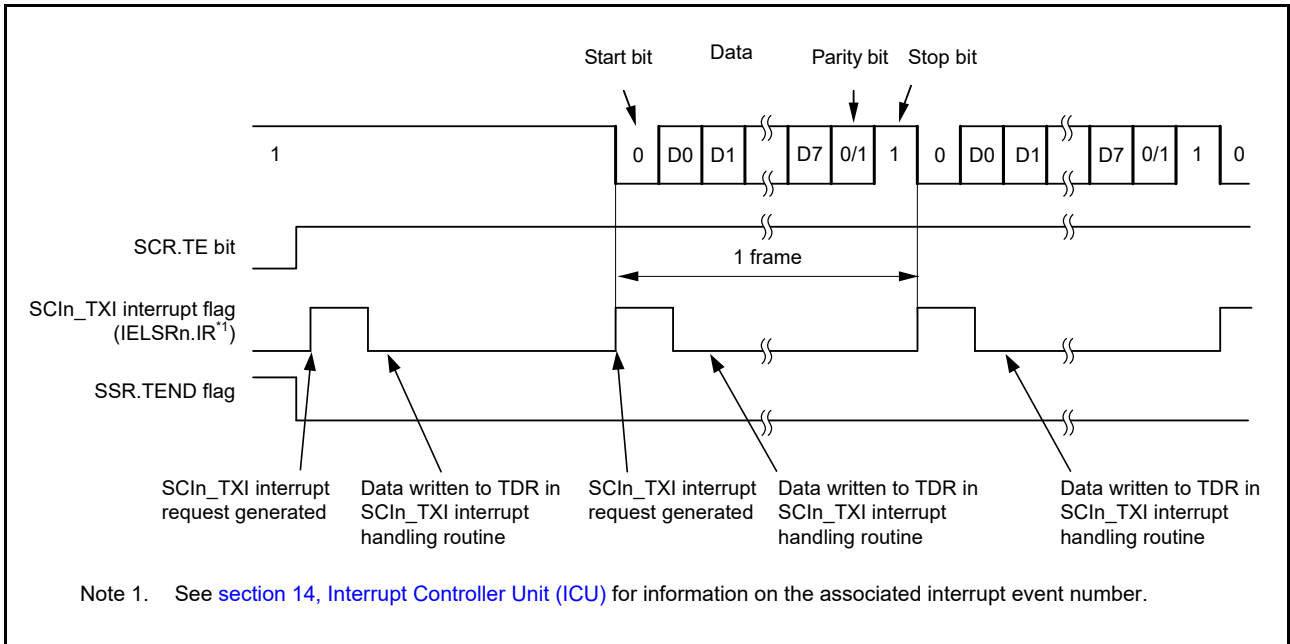 Start bit Data Parity bit Stop bit
1 0 D0 D1 D7 0/1 1 0 D0 D1 D7 0/1 1 0
SCR.TE bit
1 frame
SCIn_TXI interrupt flag
(IELSRn.IR*1)
SSR.TEND flag
SCIn_TXI interrupt
request generated
Data written to TDR in
SCIn_TXI interrupt
handling routine
SCIn_TXI interrupt
request generated
Data written to TDR in
SCIn_TXI interrupt
handling routine
Data written to TDR in
SCIn_TXI interrupt
handling routine
Note 1. See section 14, Interrupt Controller Unit (ICU) for information on the associated interrupt event number.